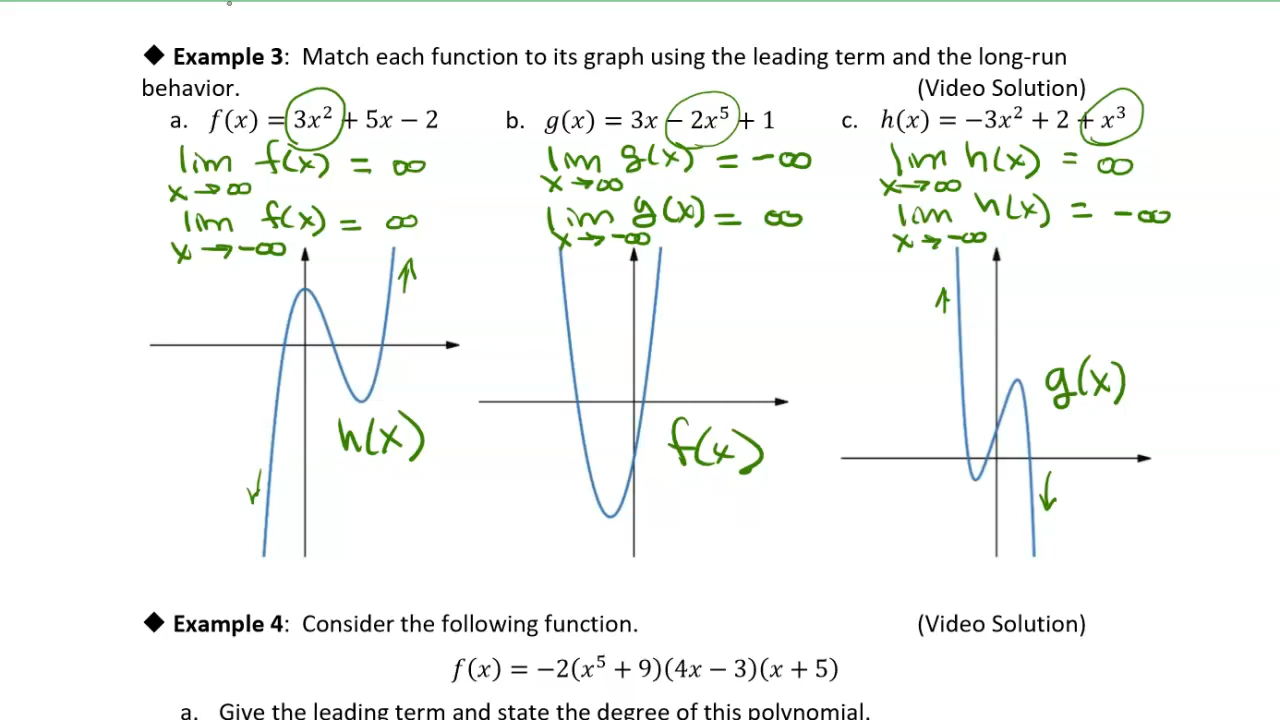 ◆ Example 3: Match each function to its graph using the leading term and the long-run
behavior. (Video Solution)
a. f(x) = 3x² + 5x − 2 b. g(x) = 3x − 2x⁵ + 1 c. h(x) = −3x² + 2 + x³
lim f(x) = ∞ lim g(x) = -∞ lim h(x) = ∞
x→∞ x→∞ x→∞
lim f(x) = ∞ lim g(x) = ∞ lim h(x) = -∞
x→-∞ x→-∞ x→-∞
g(x)
h(x) f(x)
◆ Example 4: Consider the following function. (Video Solution)
f(x) = −2(x⁵ + 9)(4x − 3)(x + 5)
a. Give the leading term and state the degree of this polynomial.